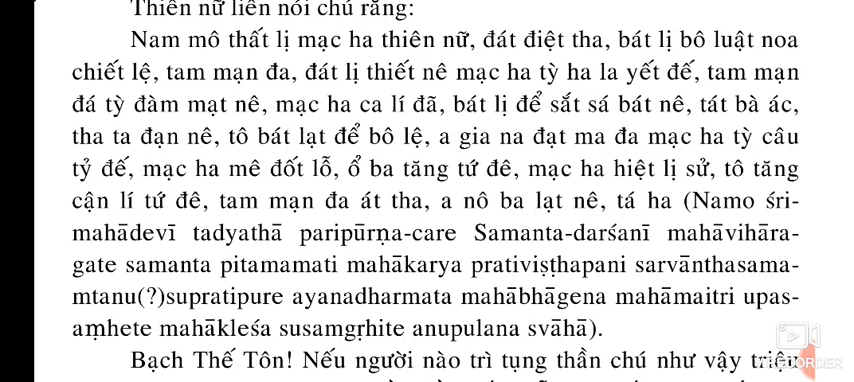 Thiên nữ liền nói chú rằng:
Nam mô thất lị mạc ha thiên nữ, đát điệt tha, bát lị bô luật noa
chiết lệ, tam mạn đa, đát lị thiết nê mạc ha tỳ ha la yết đế, tam mạn
đá tỳ đàm mạt nê, mạc ha ca lí đã, bát lị để sắt sá bát nê, tát bà ác,
tha ta đạn nê, tô bát lạt để bô lệ, a gia na đạt ma đa mạc ha tỳ câu
tỷ đế, mạc ha mê đốt lỗ, ổ ba tăng tứ đê, mạc ha hiệt lị sử, tô tăng
cận lí tứ đê, tam mạn đa át tha, a nô ba lạt nê, tá ha (Namo śri-
mahādevī tadyathā paripūrṇa-care Samanta-darśanī mahāvihāra-
gate samanta pitamamati mahākarya prativiṣṭhapani sarvānthasama-
mtanu(?)supratipure ayanadharmata mahābhāgena mahāmaitri upas-
aṃhete mahākleśa susamgṛhite anupulana svāhā).
Bạch Thế Tôn! Nếu người nào trì tụng thần chú như vậy triệu
RECORDER